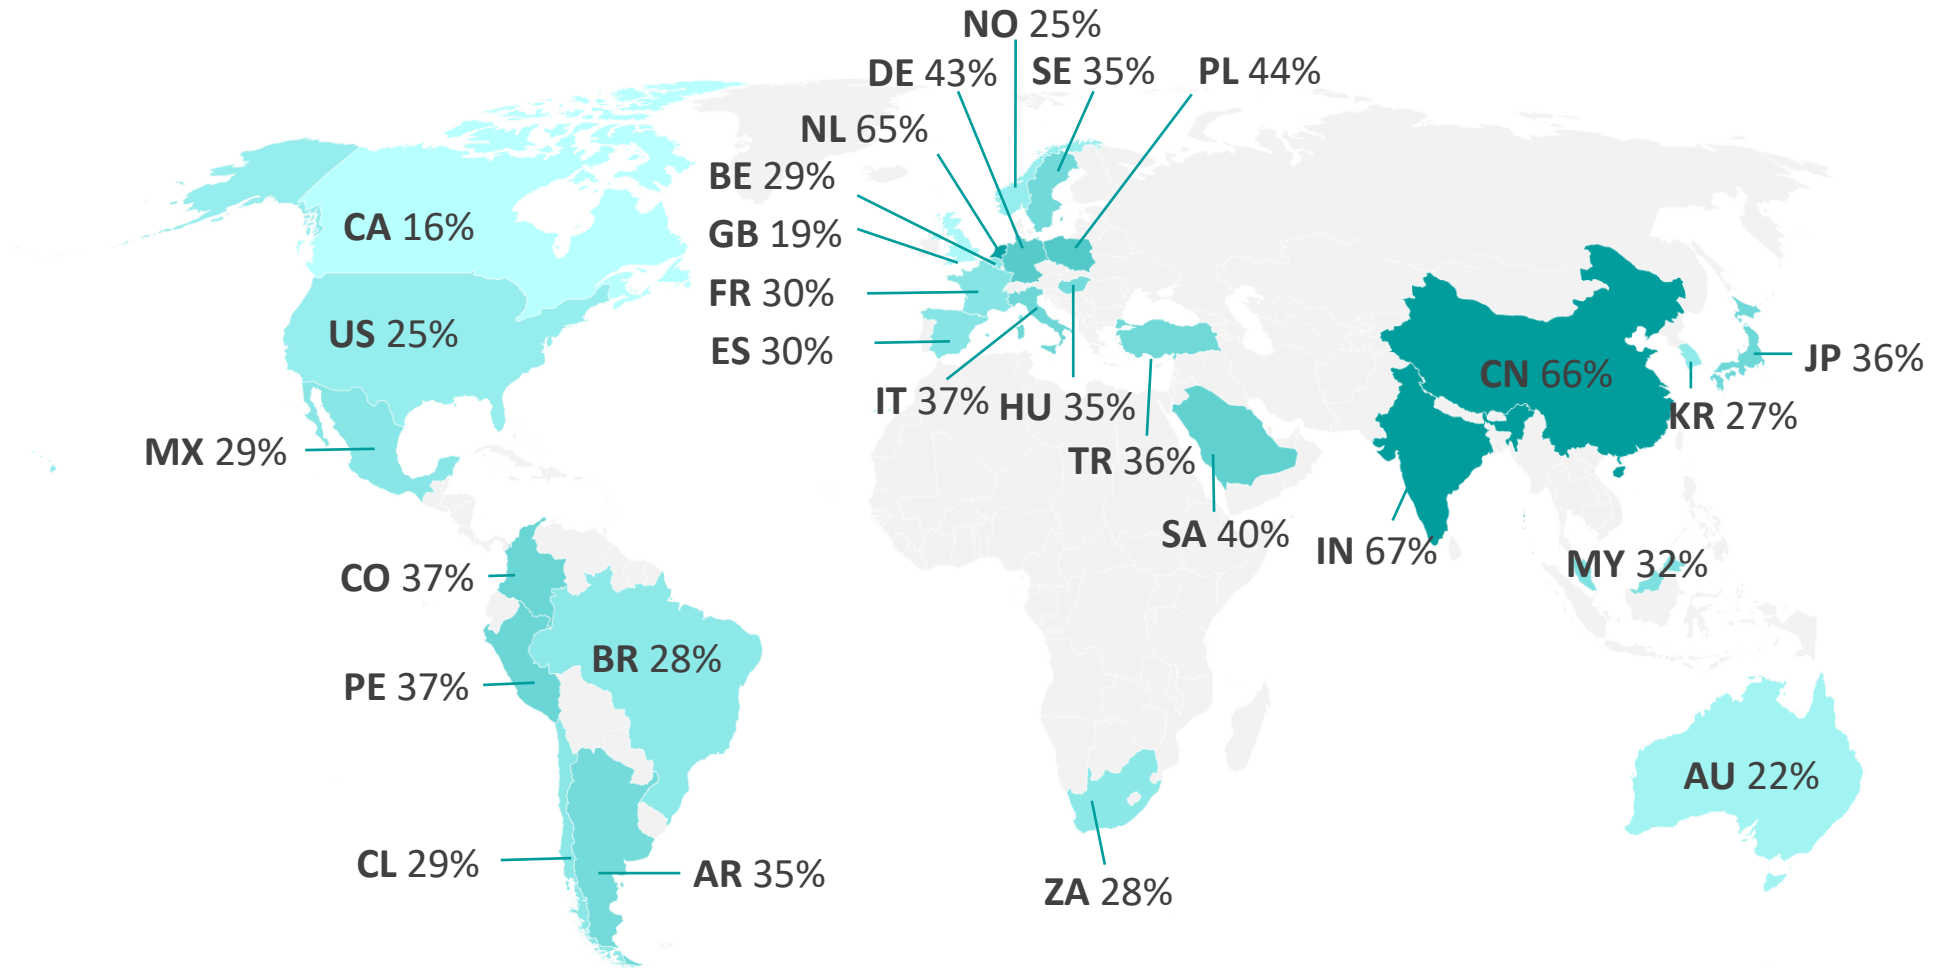 NO 25%
DE 43%
SE 35%
PL 44%
NL 65%
BE 29%
GB 19%
FR 30%
ES 30%
IT 37%
HU 35%
TR 36%
SA 40%
CA 16%
US 25%
MX 29%
CN 66%
JP 36%
KR 27%
IN 67%
MY 32%
CO 37%
BR 28%
PE 37%
CL 29%
AR 35%
ZA 28%
AU 22%